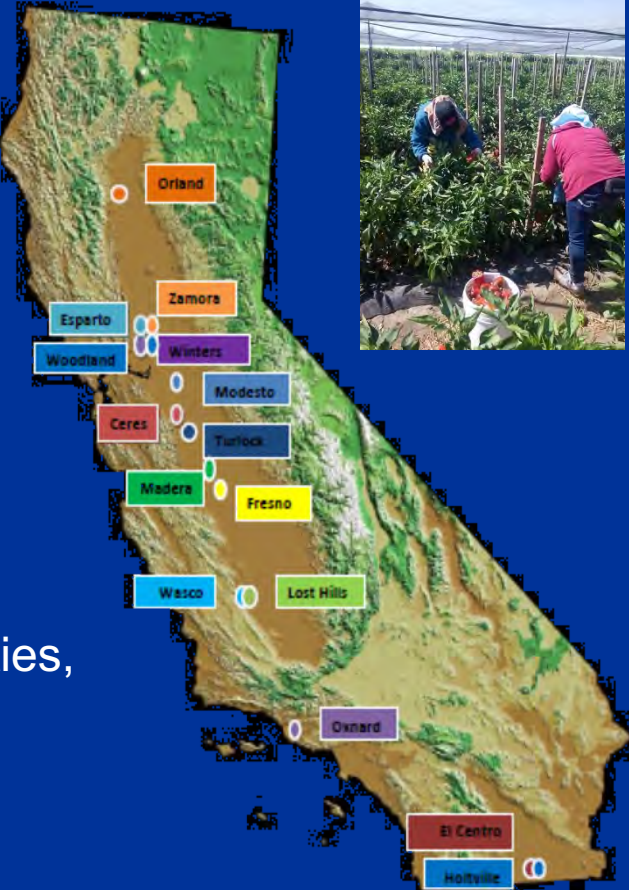 Orland
Zamora
Esparto
Winters
Woodland
Modesto
Ceres
Turlock
Madera
Fresno
Wasco
Lost Hills
ies,
Oxnard
El Centro
Holtville